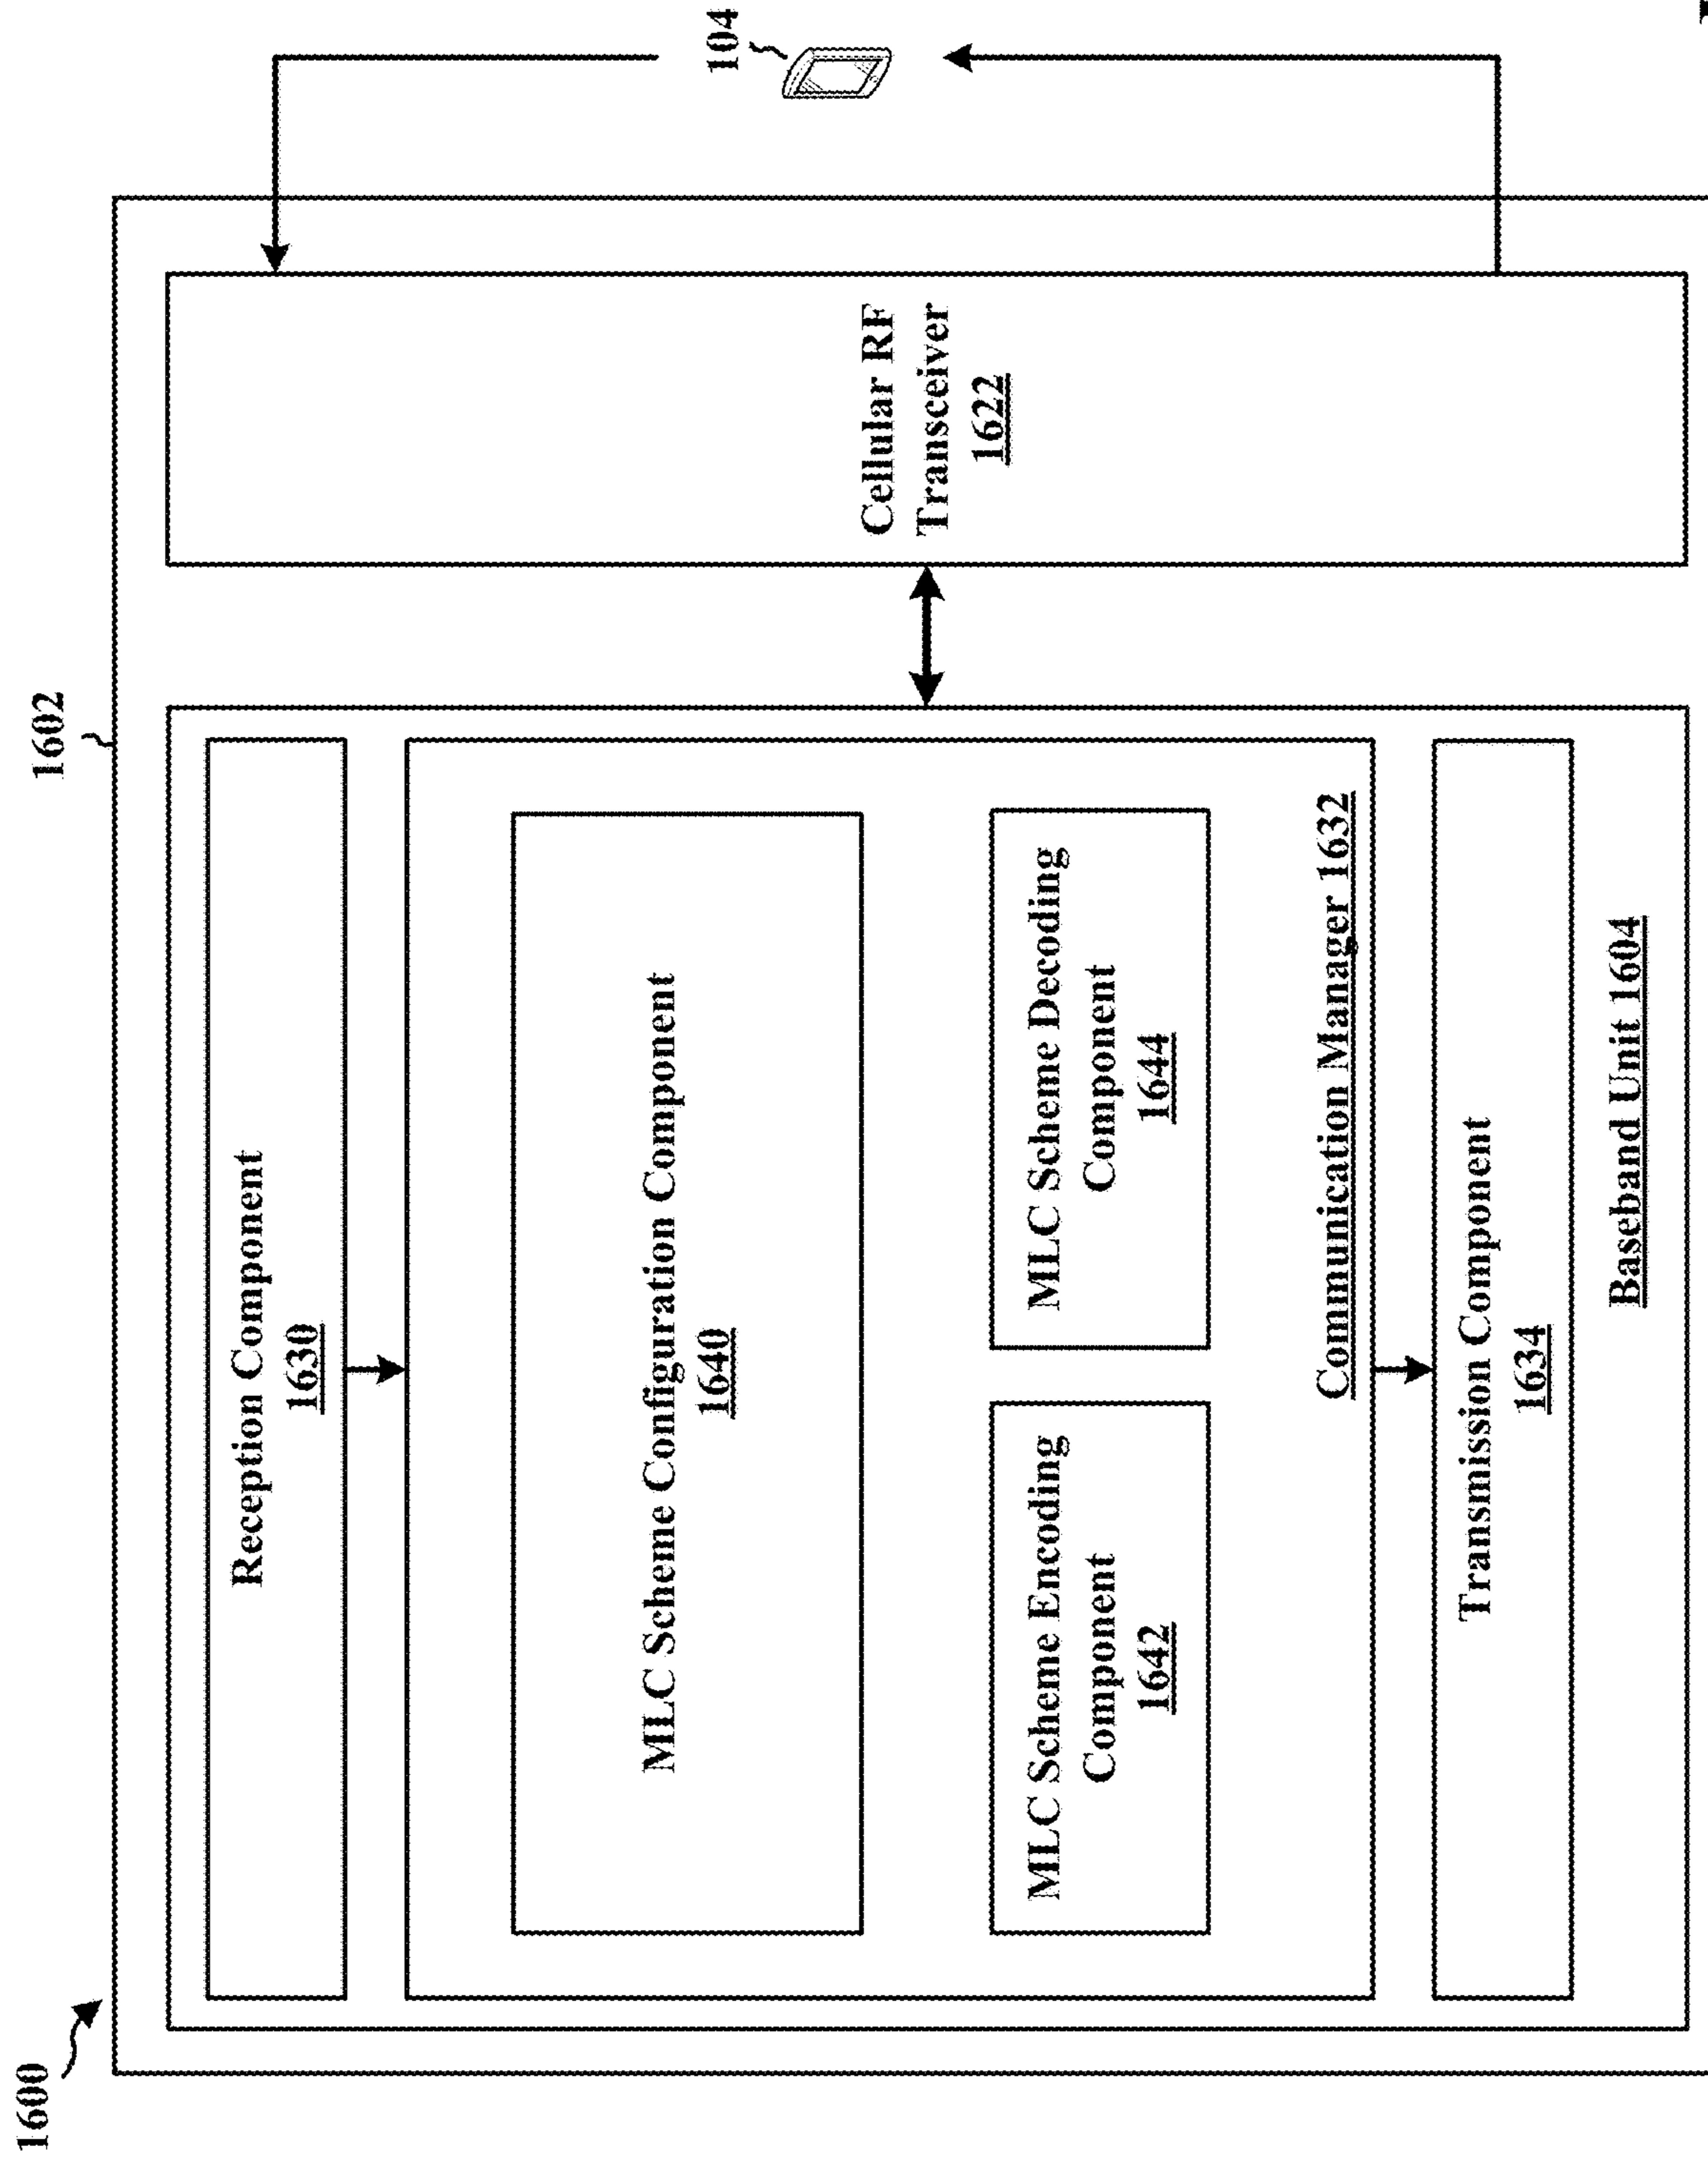 1600
1602
Reception Component
1630
MLC Scheme Configuration Component
1640
MLC Scheme Encoding
Component
1642
MLC Scheme Decoding
Component
1644
Communication Manager 1632
Transmission Component
1634
Baseband Unit 1604
Cellular RF
Transceiver
1622
104